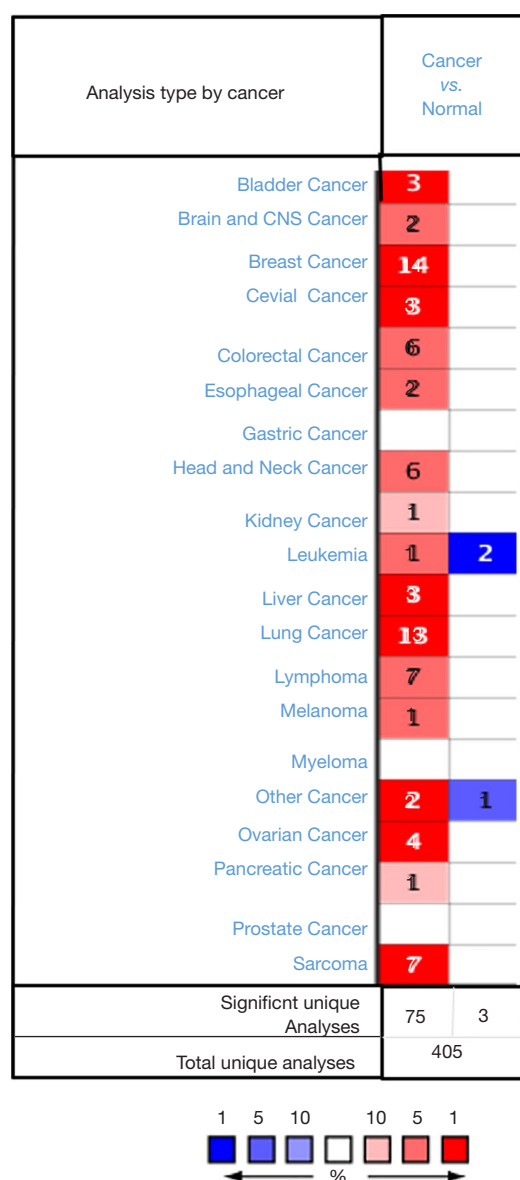 Analysis type by cancer
Cancer
vs.
Normal
Bladder Cancer 3
Brain and CNS Cancer 2
Breast Cancer 14
Cevial Cancer 3
Colorectal Cancer 6
Esophageal Cancer 2
Gastric Cancer
Head and Neck Cancer 6
Kidney Cancer 1
Leukemia 1 2
Liver Cancer 3
Lung Cancer 13
Lymphoma 7
Melanoma 1
Myeloma
Other Cancer 2 1
Ovarian Cancer 4
Pancreatic Cancer 1
Prostate Cancer
Sarcoma 7
Significnt unique
Analyses 75 3
Total unique analyses 405
1 5 10 10 5 1
%